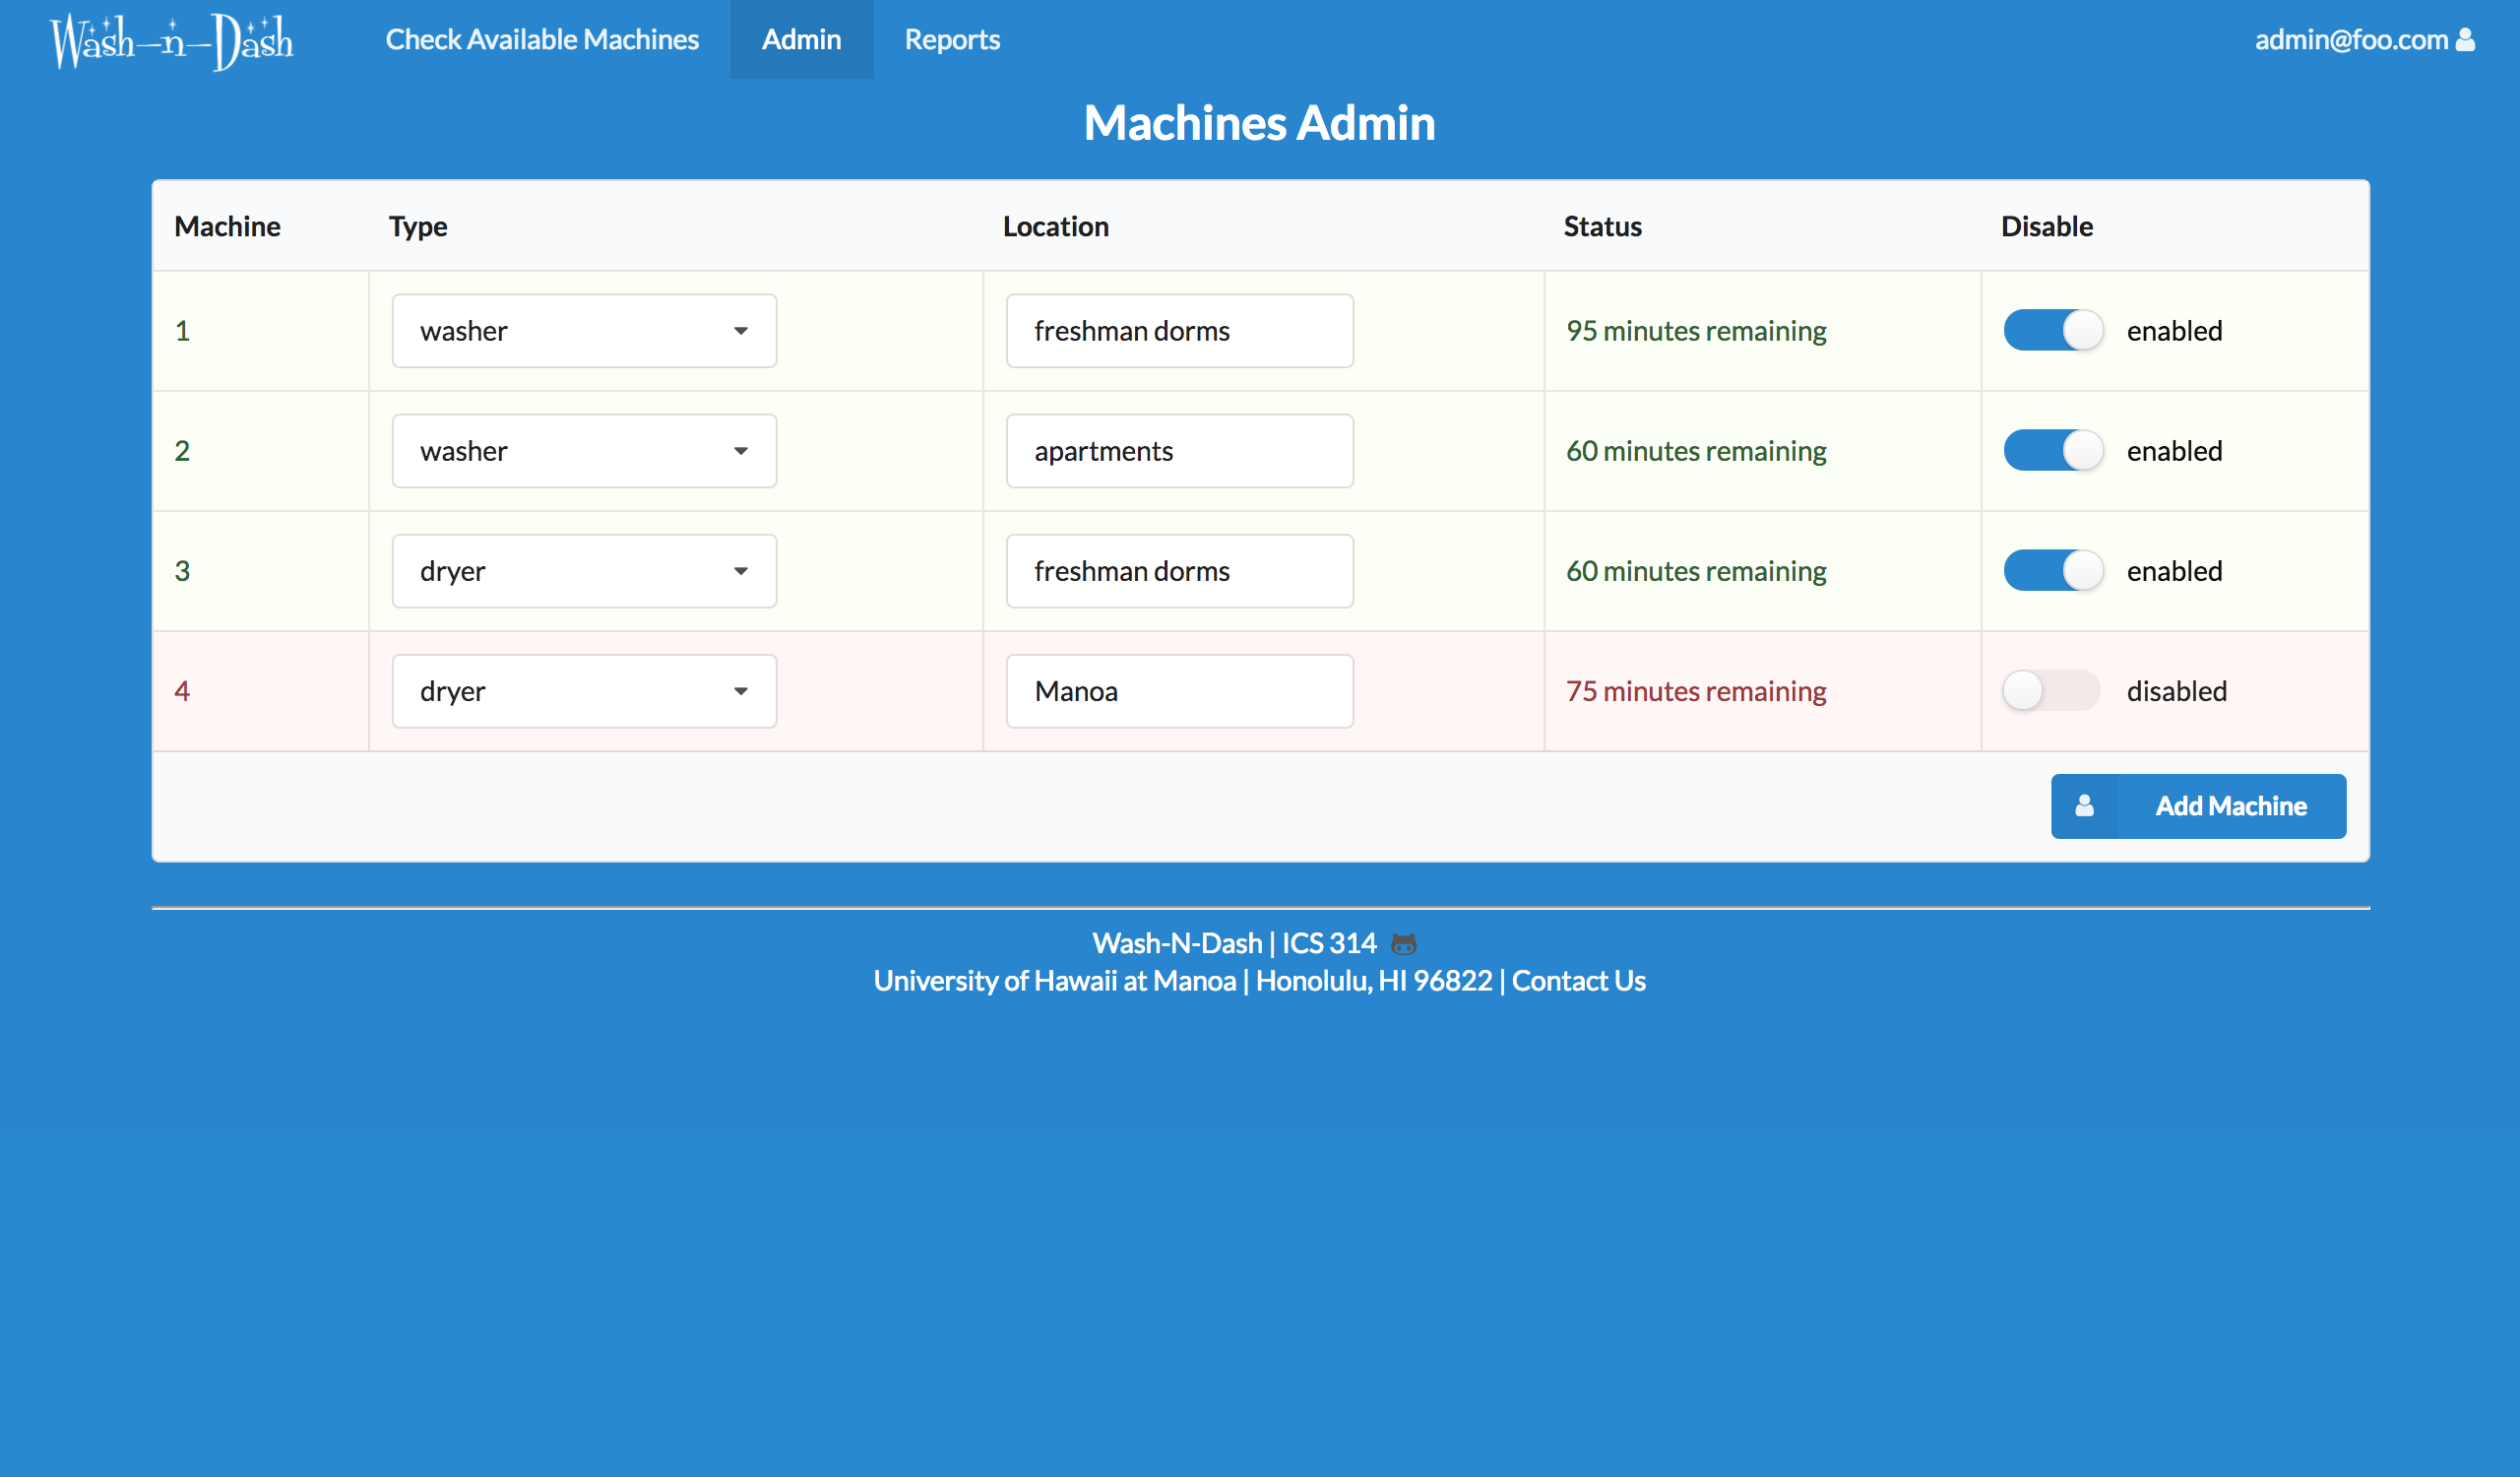 Wash-n-Dash Check Available Machines Admin Reports admin@foo.com
Machines Admin
Machine Type Location Status Disable
1 washer freshman dorms 95 minutes remaining enabled
2 washer apartments 60 minutes remaining enabled
3 dryer freshman dorms 60 minutes remaining enabled
4 dryer Manoa 75 minutes remaining disabled
Add Machine
Wash-N-Dash | ICS 314
University of Hawaii at Manoa | Honolulu, HI 96822 | Contact Us